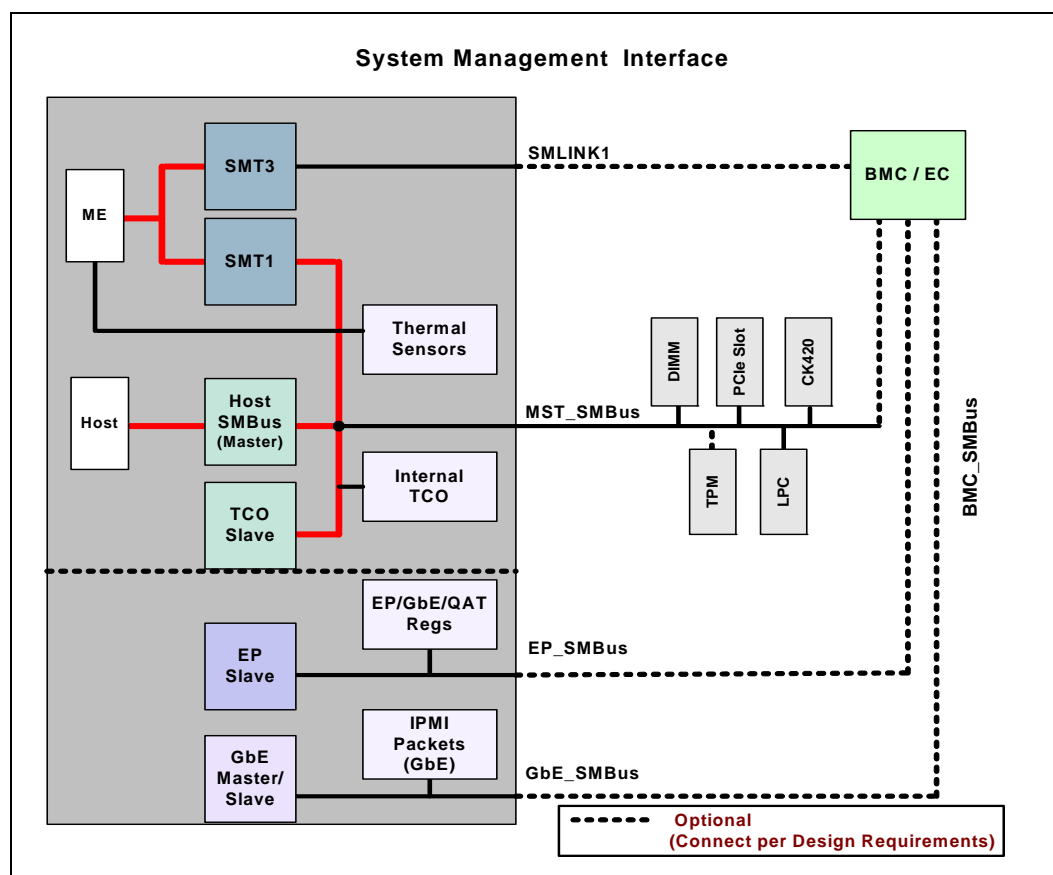 System Management Interface
SMT3
SMLINK1
BMC / EC
ME
SMT1
Thermal
Sensors
DIMM
PCIe Slot
CK420
Host
Host
SMBus
(Master)
MST_SMBus
Internal
TCO
TPM
LPC
BMC_SMBus
TCO
Slave
EP/GbE/QAT
Regs
EP
Slave
EP_SMBus
IPMI
Packets
(GbE)
GbE
Master/
Slave
GbE_SMBus
Optional
(Connect per Design Requirements)